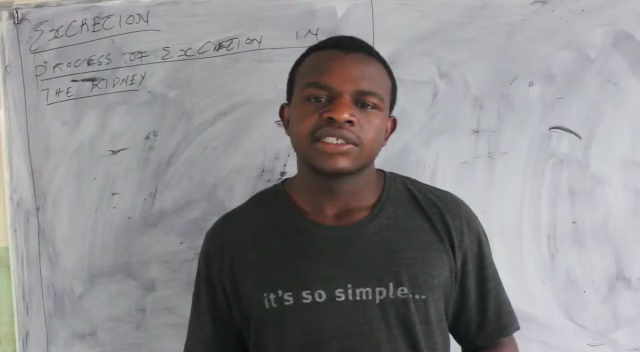 EXCRETION
PROCESS OF EXCRETION IN
THE KIDNEY
it's so simple...